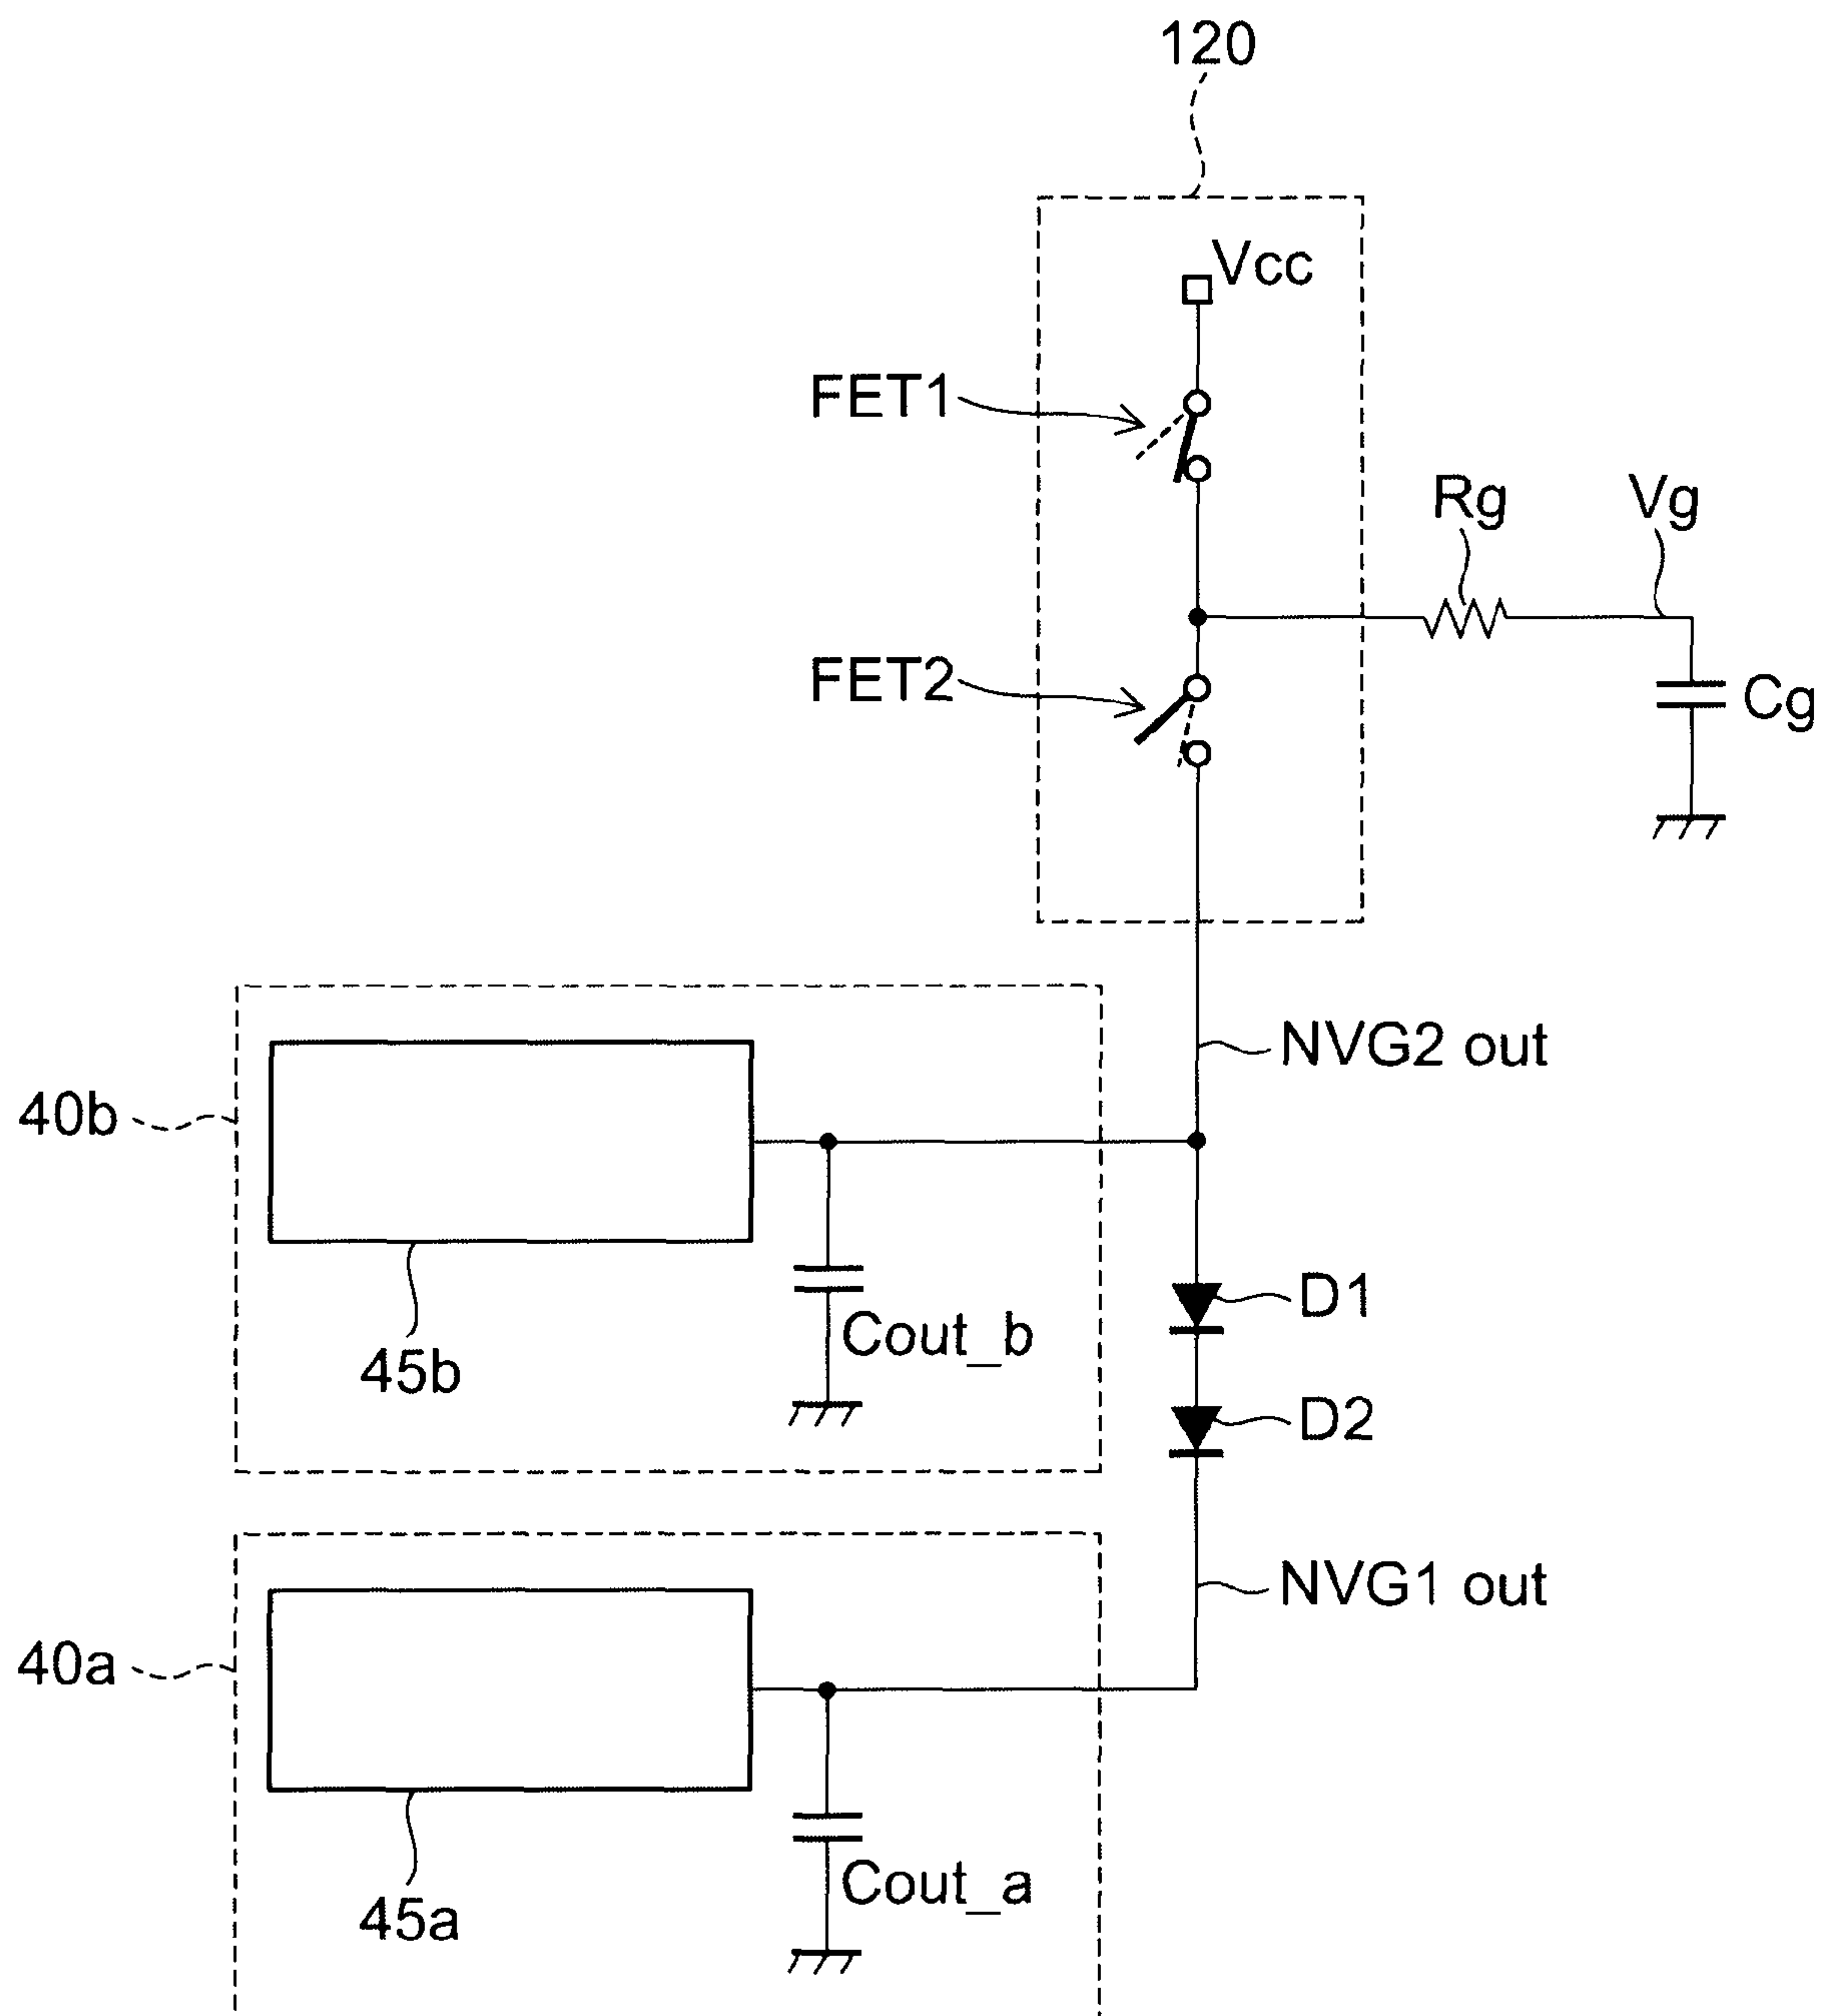 120
Vcc
FET1
Rg
Vg
FET2
Cg
NVG2 out
40b
D1
Cout_b
45b
D2
NVG1 out
40a
Cout_a
45a